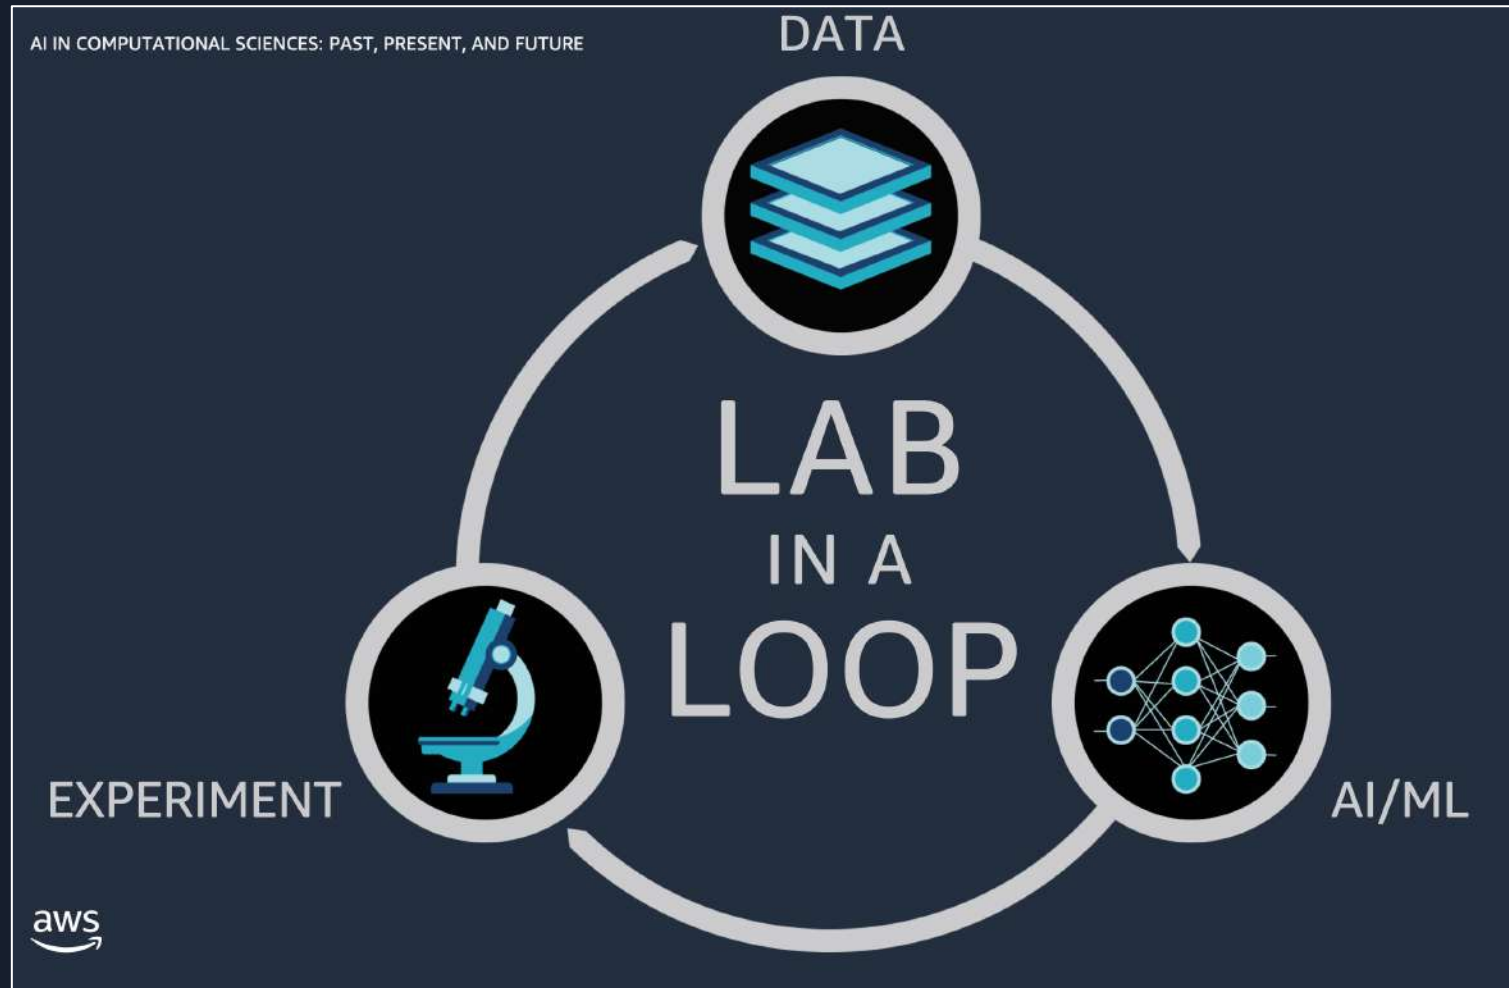 AI IN COMPUTATIONAL SCIENCES: PAST, PRESENT, AND FUTURE
DATA
LAB
IN A
LOOP
EXPERIMENT
AI/ML
aws